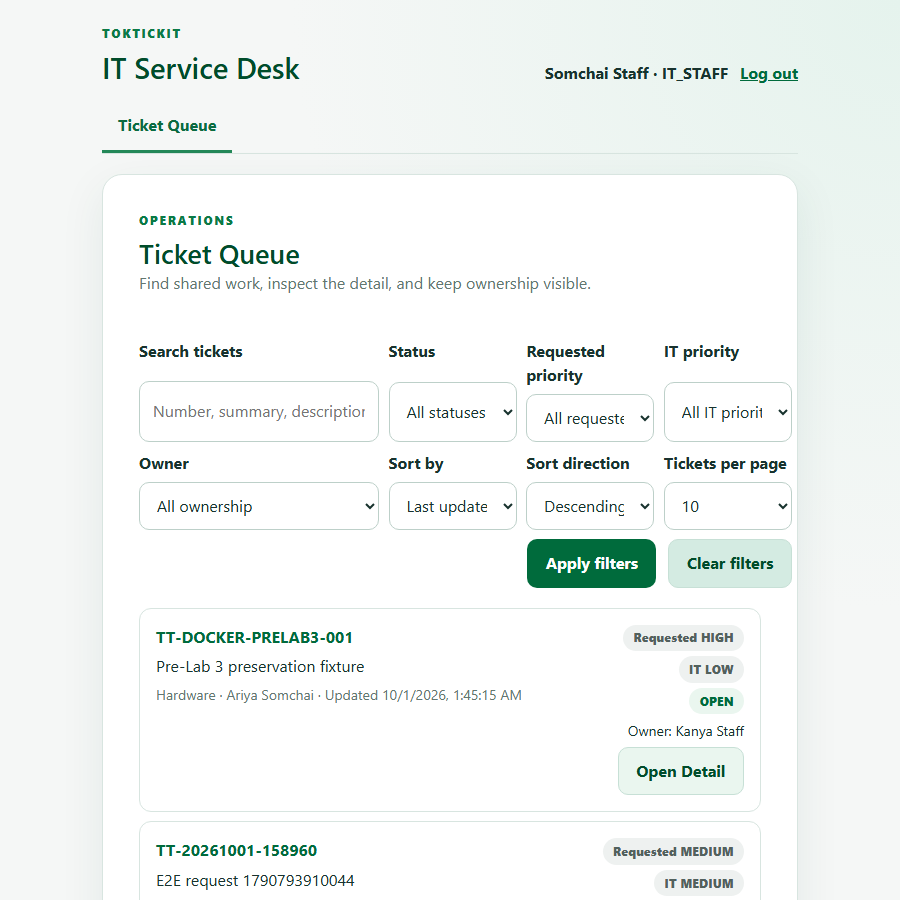 TOKTICKIT
IT Service Desk
Somchai Staff · IT_STAFF Log out
Ticket Queue
OPERATIONS
Ticket Queue
Find shared work, inspect the detail, and keep ownership visible.
Search tickets
Status
Requested
priority
IT priority
Number, summary, description
All statuses
All requeste
All IT priorit
Owner
Sort by
Sort direction
Tickets per page
All ownership
Last update
Descending
10
Apply filters
Clear filters
TT-DOCKER-PRELAB3-001
Requested HIGH
Pre-Lab 3 preservation fixture
IT LOW
Hardware · Ariya Somchai · Updated 10/1/2026, 1:45:15 AM
OPEN
Owner: Kanya Staff
Open Detail
TT-20261001-158960
Requested MEDIUM
E2E request 1790793910044
IT MEDIUM